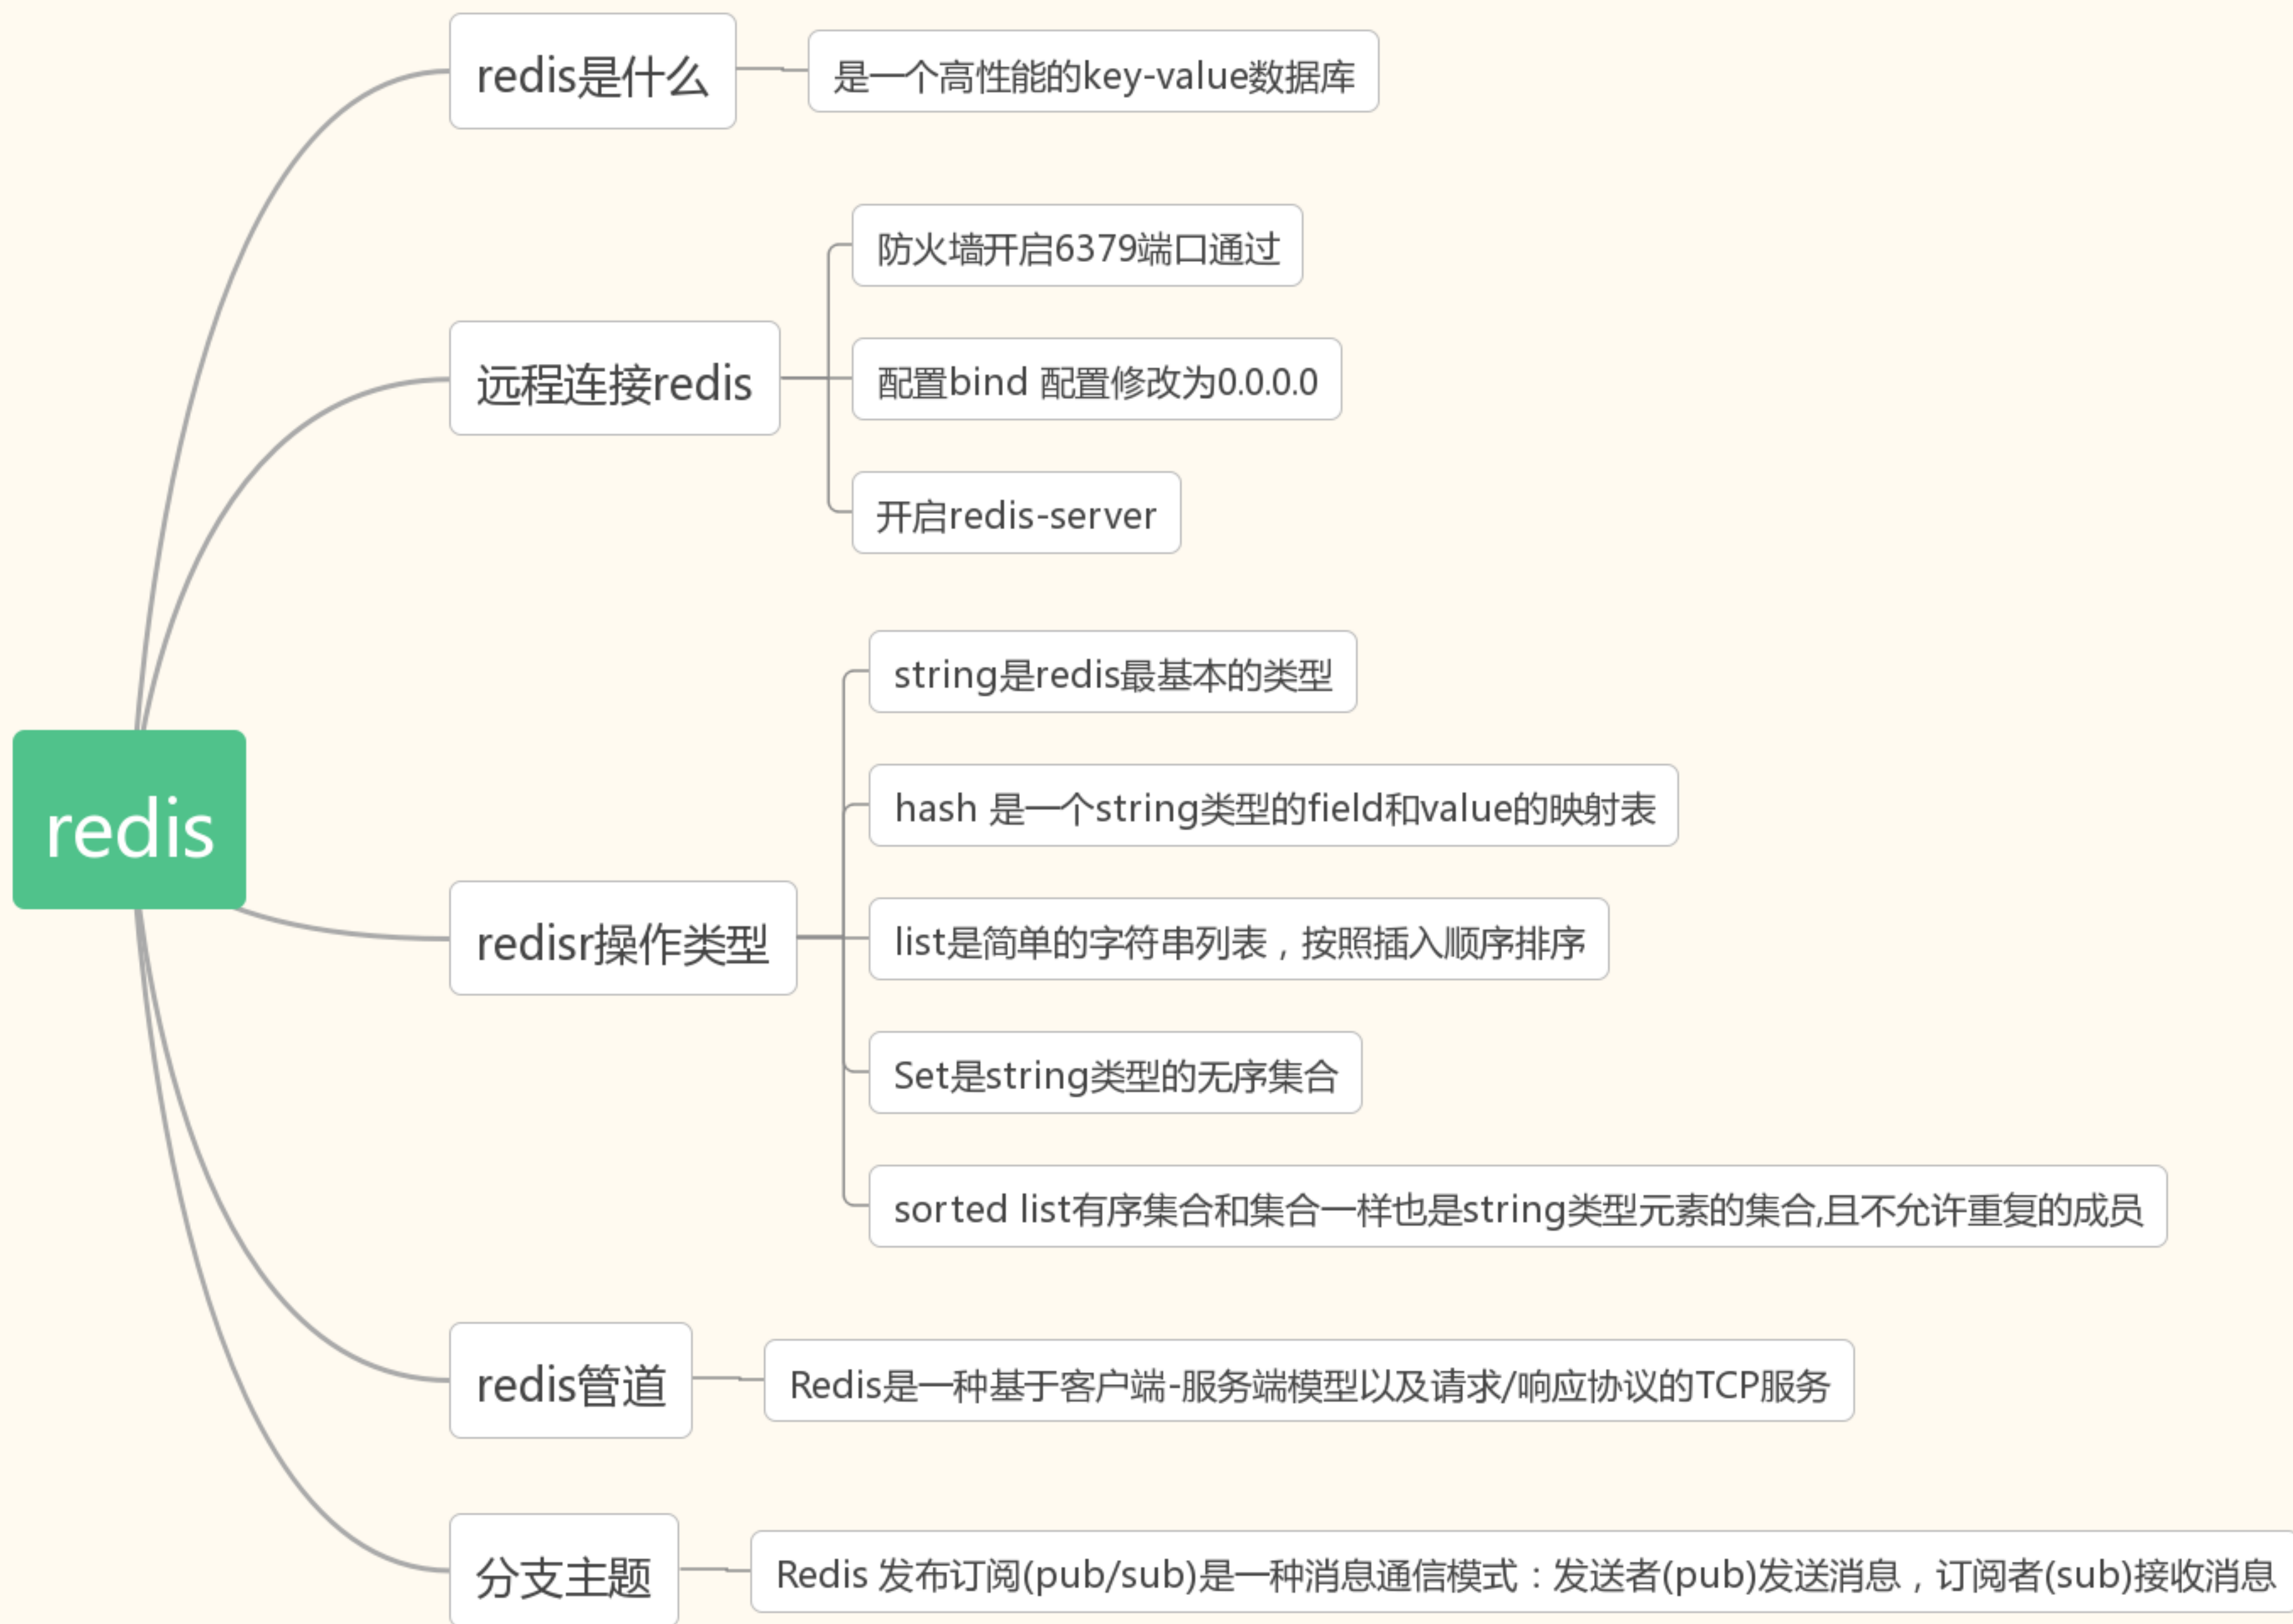 redis是什么
是一个高性能的key-value数据库
防火墙开启6379端口通过
远程连接redis
配置bind 配置修改为0.0.0.0
开启redis-server
string是redis最基本的类型
hash 是一个string类型的field和value的映射表
redis
redisr操作类型
list是简单的字符串列表，按照插入顺序排序
Set是string类型的无序集合
sorted list有序集合和集合一样也是string类型元素的集合,且不允许重复的成员
redis管道
Redis是一种基于客户端-服务端模型以及请求/响应协议的TCP服务
分支主题
Redis 发布订阅(pub/sub)是一种消息通信模式：发送者(pub)发送消息，订阅者(sub)接收消息